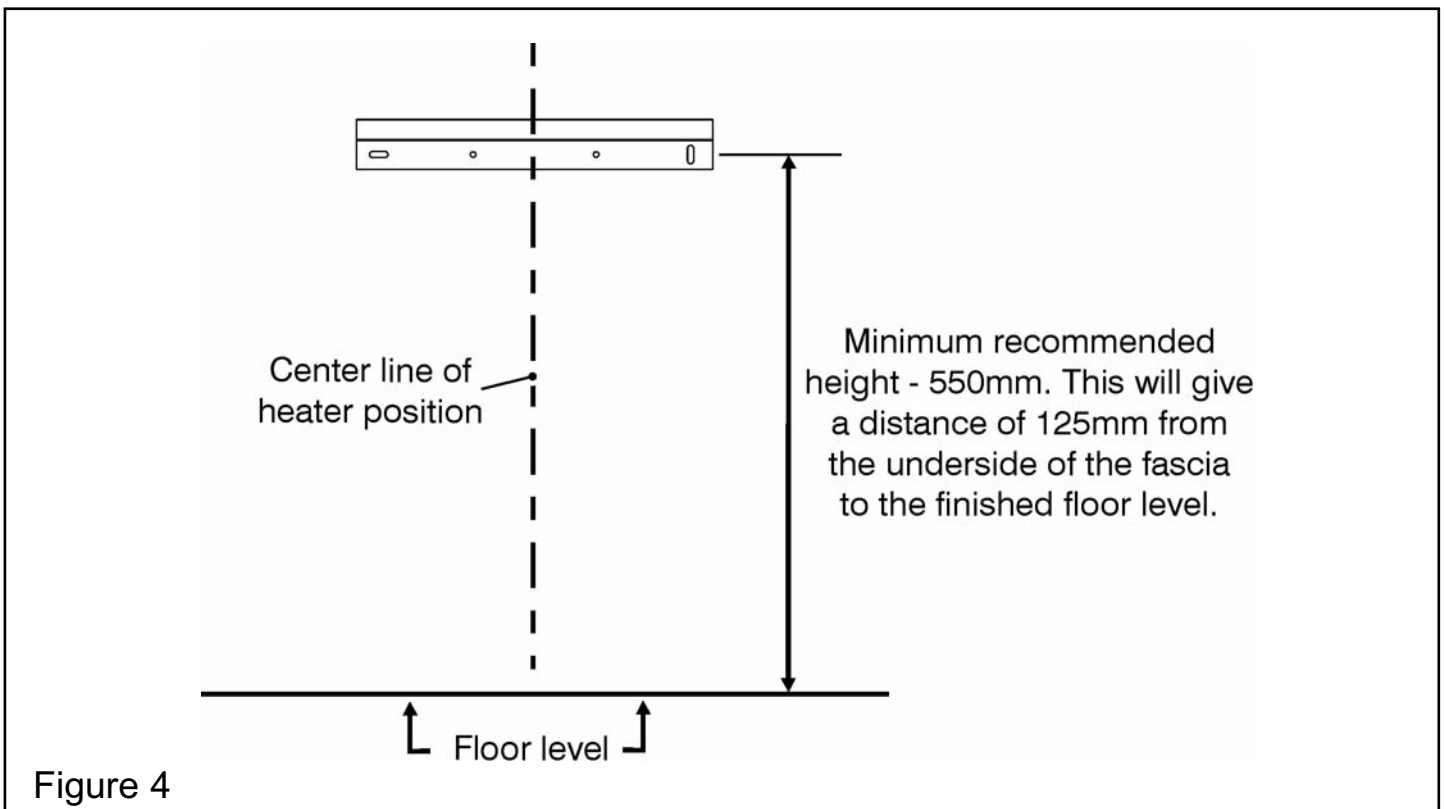 Center line of
heater position
Minimum recommended
height - 550mm. This will give
a distance of 125mm from
the underside of the fascia
to the finished floor level.
Floor level
Figure 4